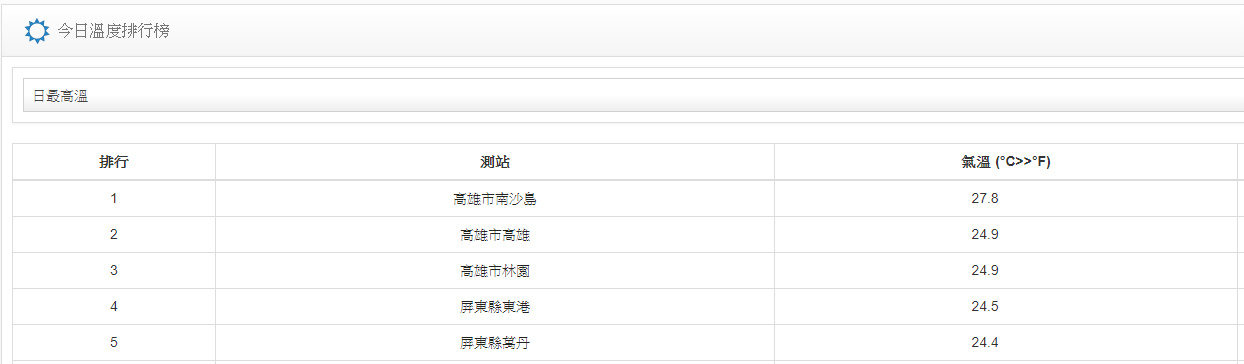 今日溫度排行榜
日最高溫
排行 測站 氣溫 (°C>>°F)
1 高雄市南沙島 27.8
2 高雄市高雄 24.9
3 高雄市林園 24.9
4 屏東縣東港 24.5
5 屏東縣萬丹 24.4